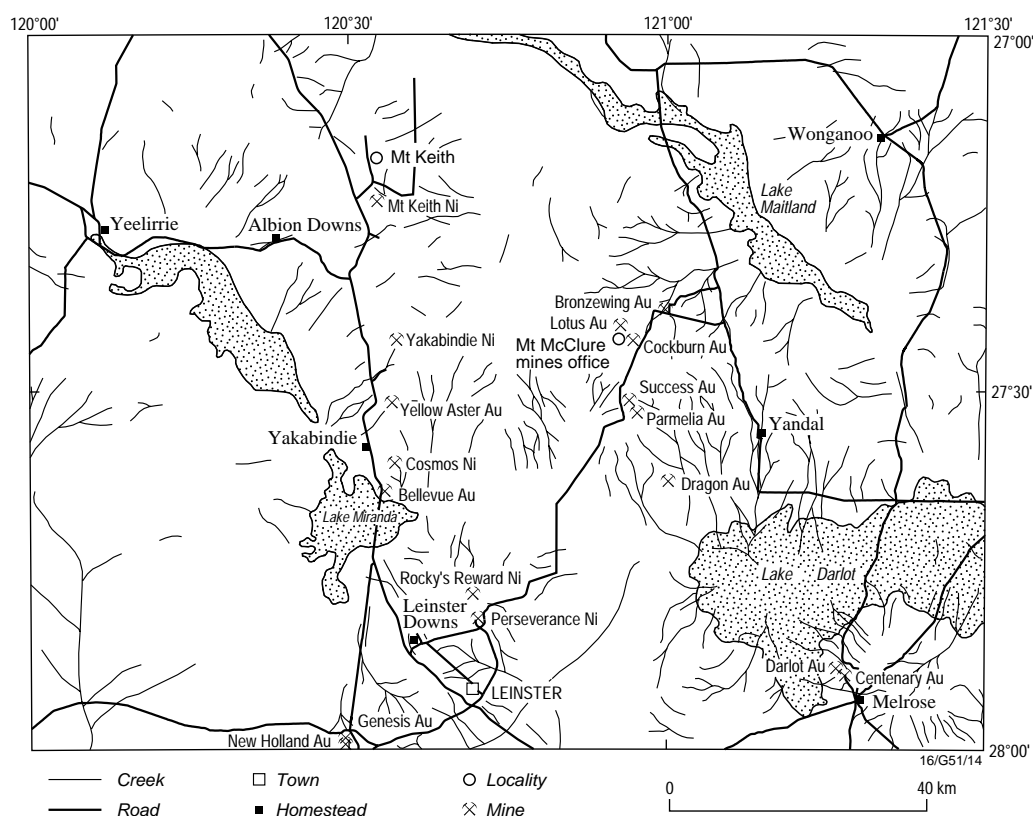 120°00'
120°30'
121°00'
121°30'
27°00'
Wonganoo
Mt Keith
Mt Keith Ni
Lake
Maitland
Yeelirrie
Albion Downs
Bronzewing Au
Lotus Au
Mt McClure
mines office
Cockburn Au
Yakabindie Ni
27°30'
Success Au
Parmelia Au
Yellow Aster Au
Yandal
Yakabindie
Cosmos Ni
Bellevue Au
Dragon Au
Lake Miranda
Rocky's Reward Ni
Lake Darlot
Leinster
Downs
Perseverance Ni
Darlot Au
Centenary Au
LEINSTER
Melrose
Genesis Au
New Holland Au
28°00'
16/G51/14
Creek
Town
Locality
0
40 km
Road
Homestead
Mine